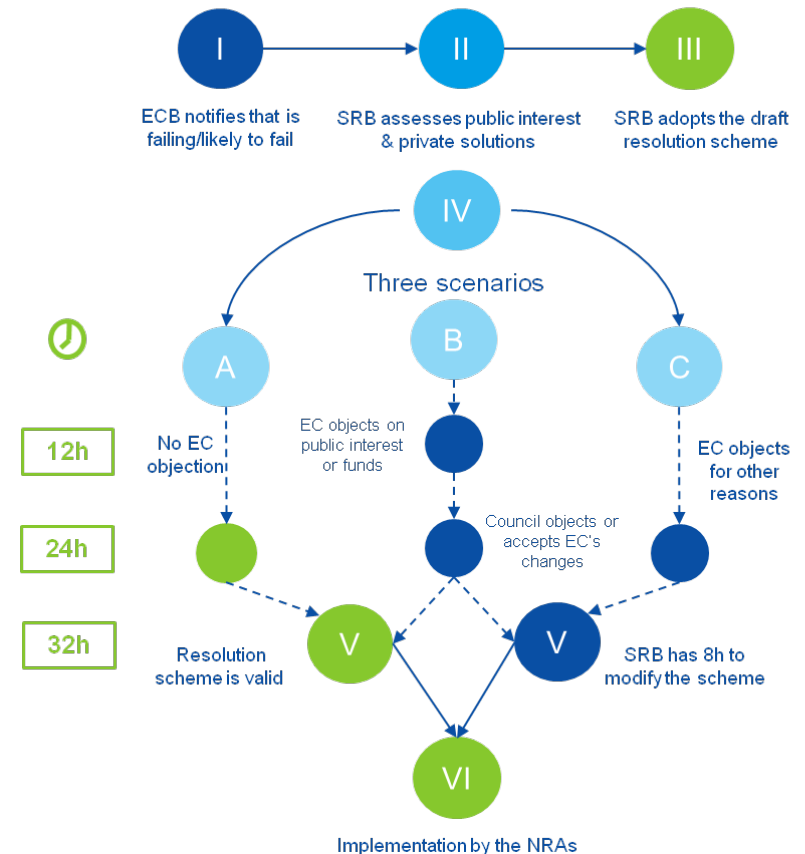 I
II
III
ECB notifies that is
failing/likely to fail
SRB assesses public interest
& private solutions
SRB adopts the draft
resolution scheme
IV
Three scenarios
A
B
C
12h
No EC
objection
EC objects on
public interest
or funds
EC objects
for other
reasons
24h
Council objects or
accepts EC's
changes
32h
V
V
Resolution
scheme is valid
SRB has 8h to
modify the scheme
VI
Implementation by the NRAs